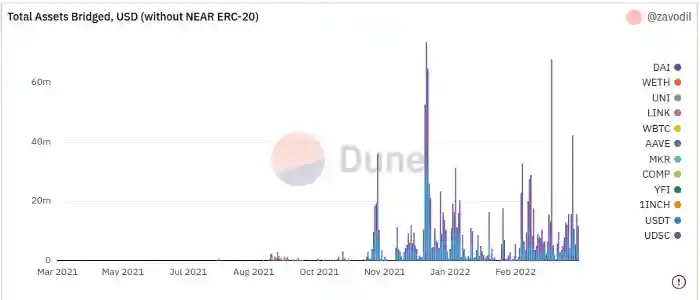 Total Assets Bridged, USD (without NEAR ERC-20)
@zavodil
60m
40m
20m
0
Dune
Mar 2021 May 2021 Jul 2021 Aug 2021 Oct 2021 Nov 2021 Jan 2022 Feb 2022
DAI
WETH
UNI
LINK
WBTC
AAVE
MKR
COMP
YFI
1INCH
USDT
UDSC